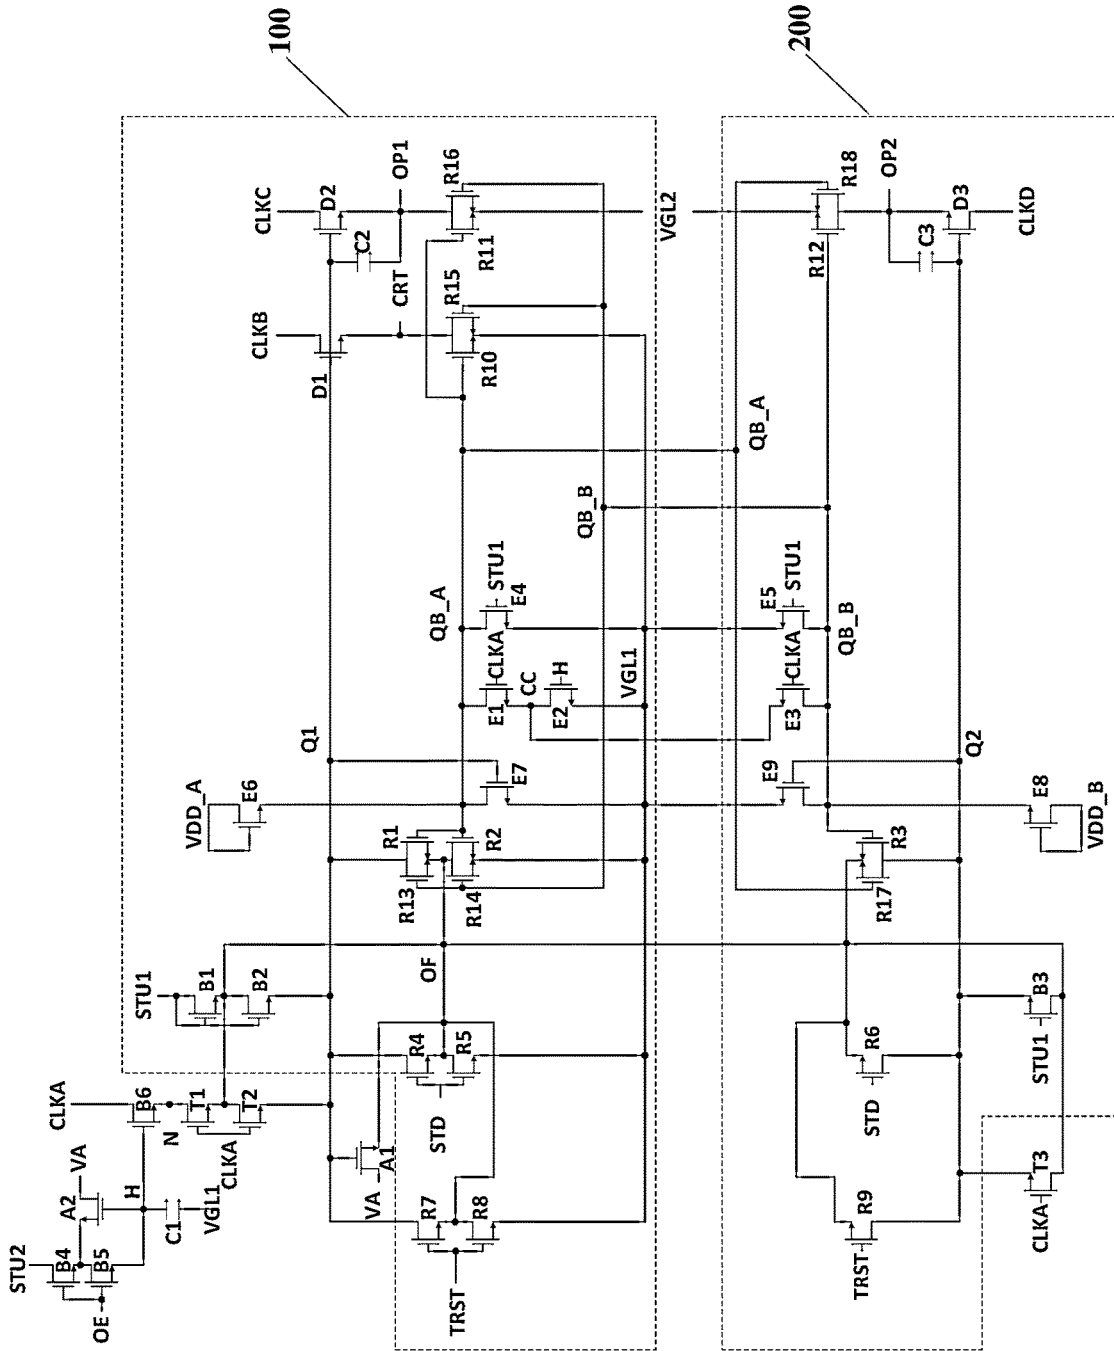 100
200
CLKC
D2
C2
OP1
R16
R11
VGL2
R18
R12
OP2
C3
D3
CLKD
CLKB
D1
CRT
R15
R10
QB_A
QB_B
QB_A
STU1
E4
CLKA
E1
CC
E2
H
VGL1
STU1
E5
CLKA
E3
QB_B
Q1
Q2
VDD_A
E6
E7
E9
E8
VDD_B
R1
R2
R13
R14
R3
R17
OF
STU1
B1
B2
CLKA
B6
N
T1
T2
CLKA
R4
R5
STD
R6
STD
B3
STU1
T3
CLKA
STU2
B4
B5
OE
A2
VA
H
C1
VGL1
A1
VA
R7
R8
TRST
R9
TRST